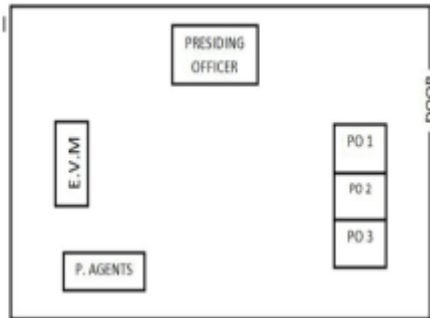 PRESIDING
OFFICER
DOOR
E.V.M
PO 1
PO 2
PO 3
P. AGENTS